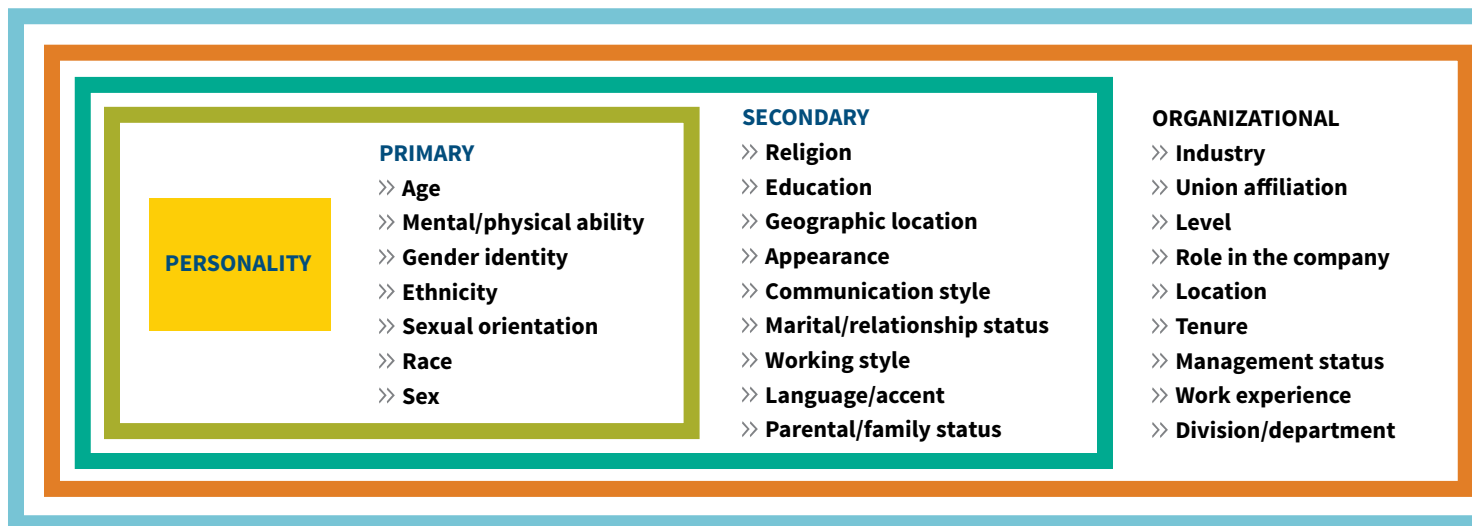 PERSONALITY
PRIMARY
>> Age
>> Mental/physical ability
>> Gender identity
>> Ethnicity
>> Sexual orientation
>> Race
>> Sex
SECONDARY
>> Religion
>> Education
>> Geographic location
>> Appearance
>> Communication style
>> Marital/relationship status
>> Working style
>> Language/accent
>> Parental/family status
ORGANIZATIONAL
>> Industry
>> Union affiliation
>> Level
>> Role in the company
>> Location
>> Tenure
>> Management status
>> Work experience
>> Division/department